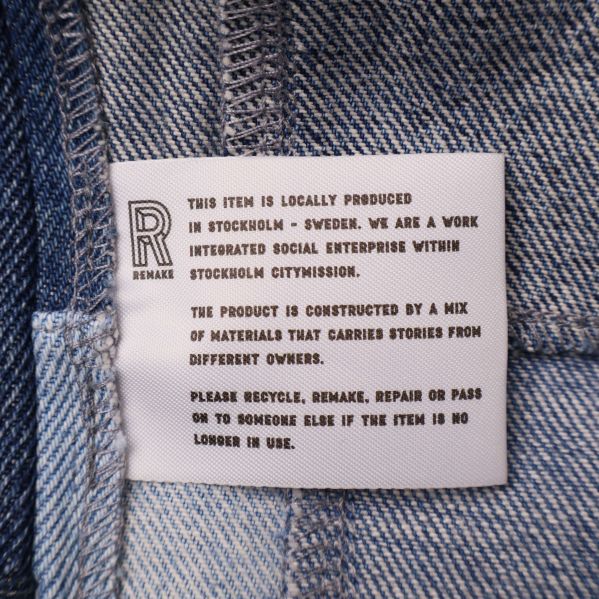 R
REMAKE
THIS ITEM IS LOCALLY PRODUCED
IN STOCKHOLM - SWEDEN. WE ARE A WORK
INTEGRATED SOCIAL ENTERPRISE WITHIN
STOCKHOLM CITYMISSION.
THE PRODUCT IS CONSTRUCTED BY A MIX
OF MATERIALS THAT CARRIES STORIES FROM
DIFFERENT OWNERS.
PLEASE RECYCLE, REMAKE, REPAIR OR PASS
ON TO SOMEONE ELSE IF THE ITEM IS NO
LONGER IN USE.